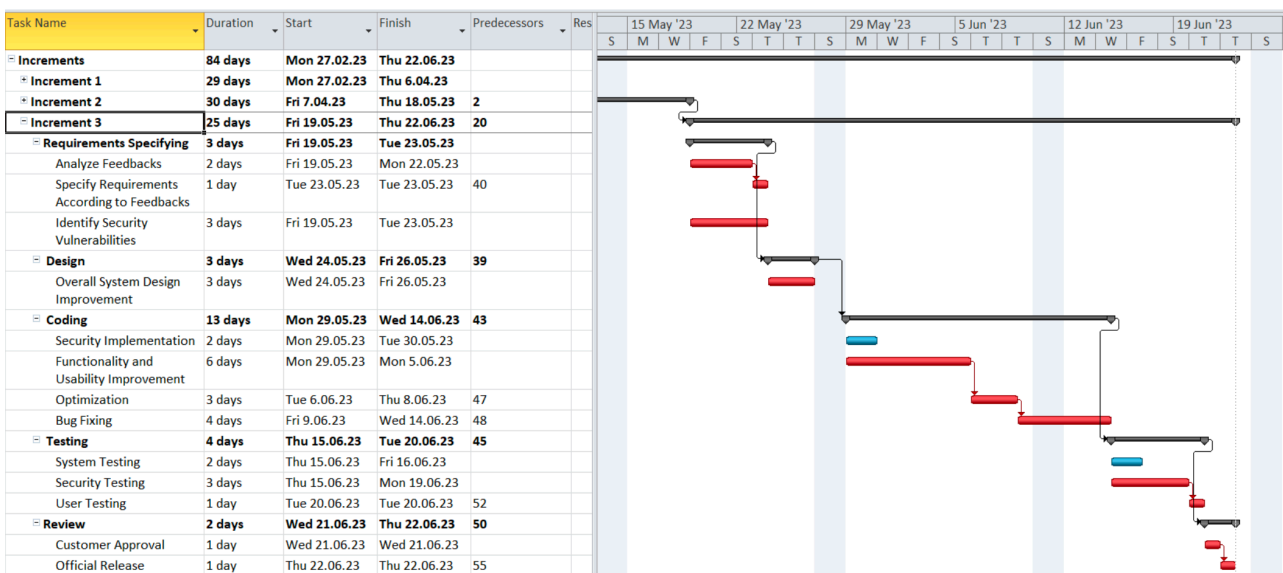 Task Name Duration Start Finish Predecessors Res 15 May '23 22 May '23 29 May '23 5 Jun '23 12 Jun '23 19 Jun '23
S M W F S T T S M W F S T T S M W F S T T S
Increments 84 days Mon 27.02.23 Thu 22.06.23
Increment 1 29 days Mon 27.02.23 Thu 6.04.23
Increment 2 30 days Fri 7.04.23 Thu 18.05.23 2
Increment 3 25 days Fri 19.05.23 Thu 22.06.23 20
Requirements Specifying 3 days Fri 19.05.23 Tue 23.05.23
Analyze Feedbacks 2 days Fri 19.05.23 Mon 22.05.23
Specify Requirements 1 day Tue 23.05.23 Tue 23.05.23 40
According to Feedbacks
Identify Security 3 days Fri 19.05.23 Tue 23.05.23
Vulnerabilities
Design 3 days Wed 24.05.23 Fri 26.05.23 39
Overall System Design 3 days Wed 24.05.23 Fri 26.05.23
Improvement
Coding 13 days Mon 29.05.23 Wed 14.06.23 43
Security Implementation 2 days Mon 29.05.23 Tue 30.05.23
Functionality and 6 days Mon 29.05.23 Mon 5.06.23
Usability Improvement
Optimization 3 days Tue 6.06.23 Thu 8.06.23 47
Bug Fixing 4 days Fri 9.06.23 Wed 14.06.23 48
Testing 4 days Thu 15.06.23 Tue 20.06.23 45
System Testing 2 days Thu 15.06.23 Fri 16.06.23
Security Testing 3 days Thu 15.06.23 Mon 19.06.23
User Testing 1 day Tue 20.06.23 Tue 20.06.23 52
Review 2 days Wed 21.06.23 Thu 22.06.23 50
Customer Approval 1 day Wed 21.06.23 Wed 21.06.23
Official Release 1 day Thu 22.06.23 Thu 22.06.23 55